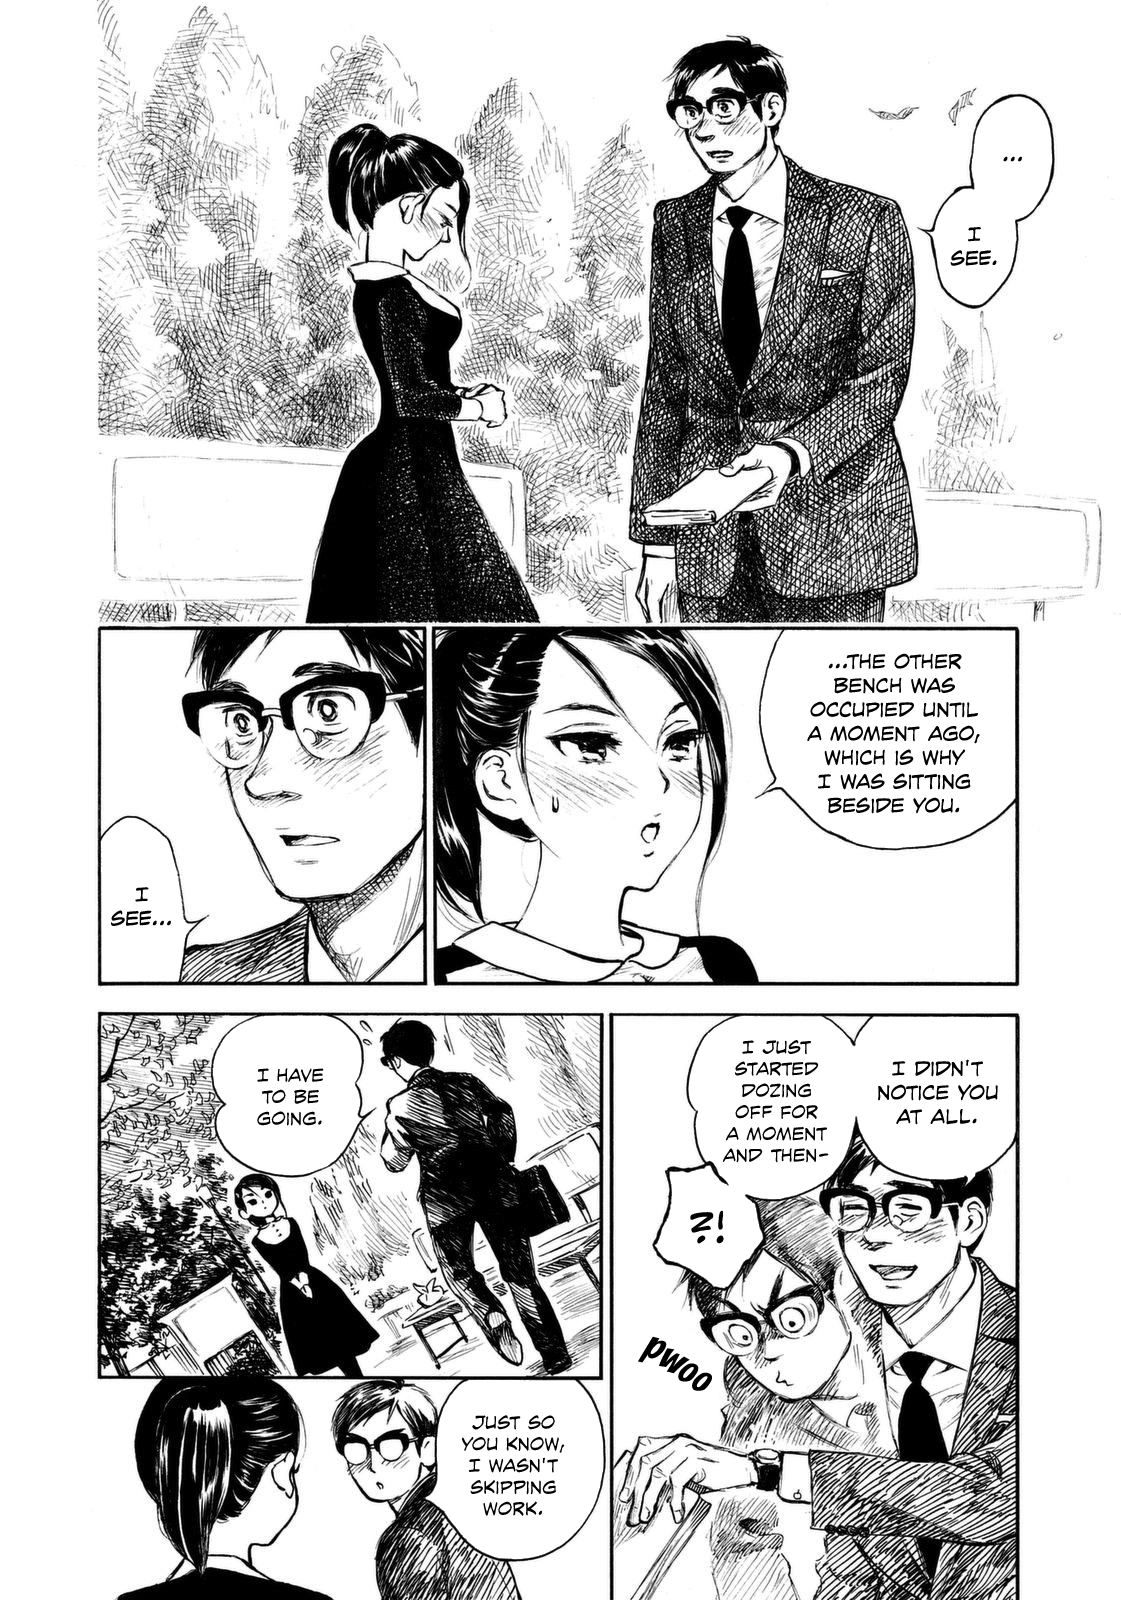 ...
I
SEE.
...THE OTHER
BENCH WAS
OCCUPIED UNTIL
A MOMENT AGO,
WHICH IS WHY
I WAS SITTING
BESIDE YOU.
I
SEE...
I DIDN'T
NOTICE YOU
AT ALL.
I JUST
STARTED
DOZING
OFF FOR
A MOMENT
AND THEN-
?!
PWOO
I HAVE
TO BE
GOING.
JUST SO
YOU KNOW,
I WASN'T
SKIPPING
WORK.